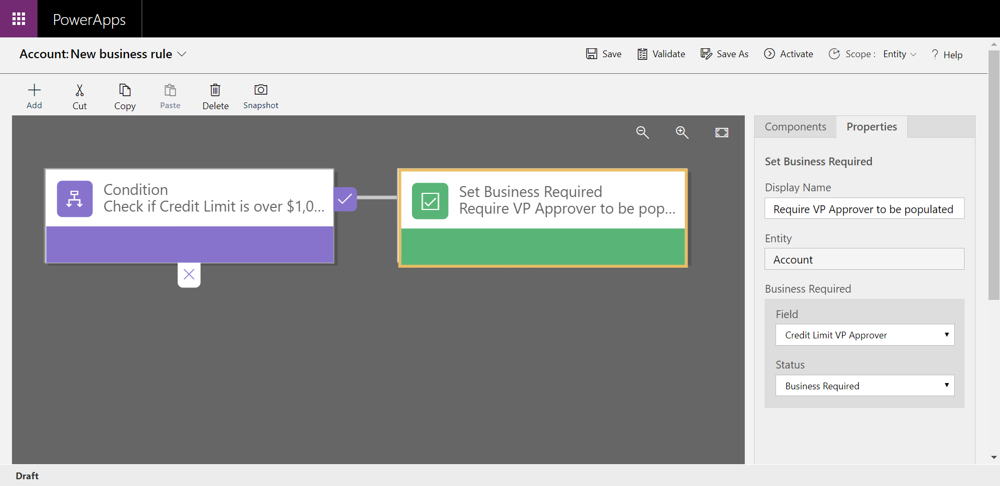 PowerApps
Account: New business rule
Save
Validate
Save As
Activate
Scope :
Entity
? Help
Add
Cut
Copy
Paste
Delete
Snapshot
Condition
Check if Credit Limit is over $1,0...
Set Business Required
Require VP Approver to be pop...
Components
Properties
Set Business Required
Display Name
Require VP Approver to be populated
Entity
Account
Business Required
Field
Credit Limit VP Approver
Status
Business Required
Draft